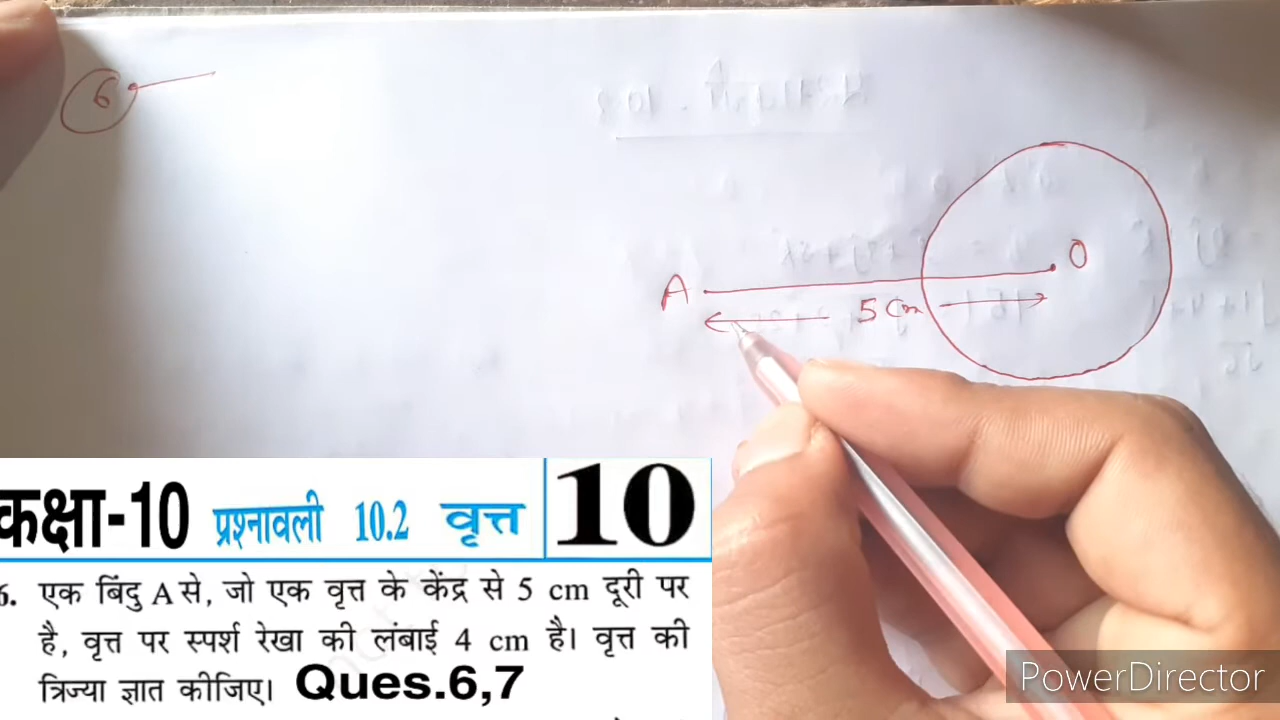 6
O
A
5 cm
कक्षा-10 प्रश्नावली 10.2 वृत्त 10
6. एक बिंदु A से, जो एक वृत्त के केंद्र से 5 cm दूरी पर
है, वृत्त पर स्पर्श रेखा की लंबाई 4 cm है। वृत्त की
त्रिज्या ज्ञात कीजिए। Ques.6,7
PowerDirector